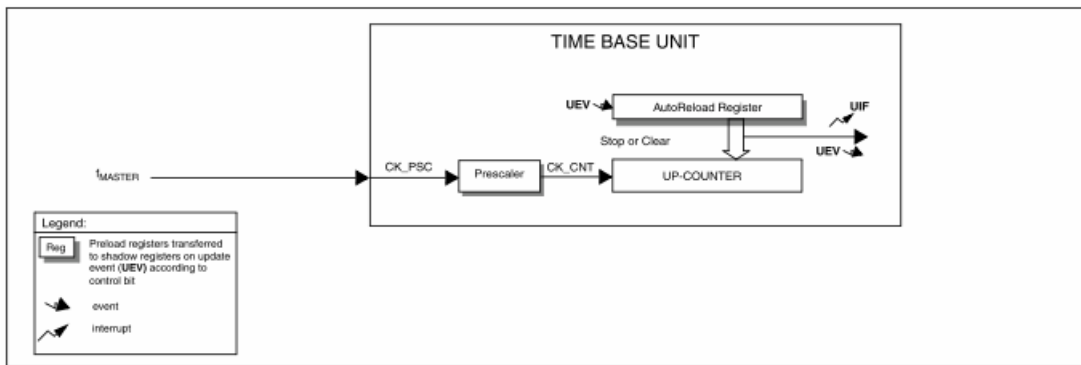 TIME BASE UNIT
UEV
AutoReload Register
UIF
Stop or Clear
UEV
fMASTER
CK_PSC
Prescaler
CK_CNT
UP-COUNTER
Legend:
Reg
Preload registers transferred
to shadow registers on update
event (UEV) according to
control bit
event
interrupt